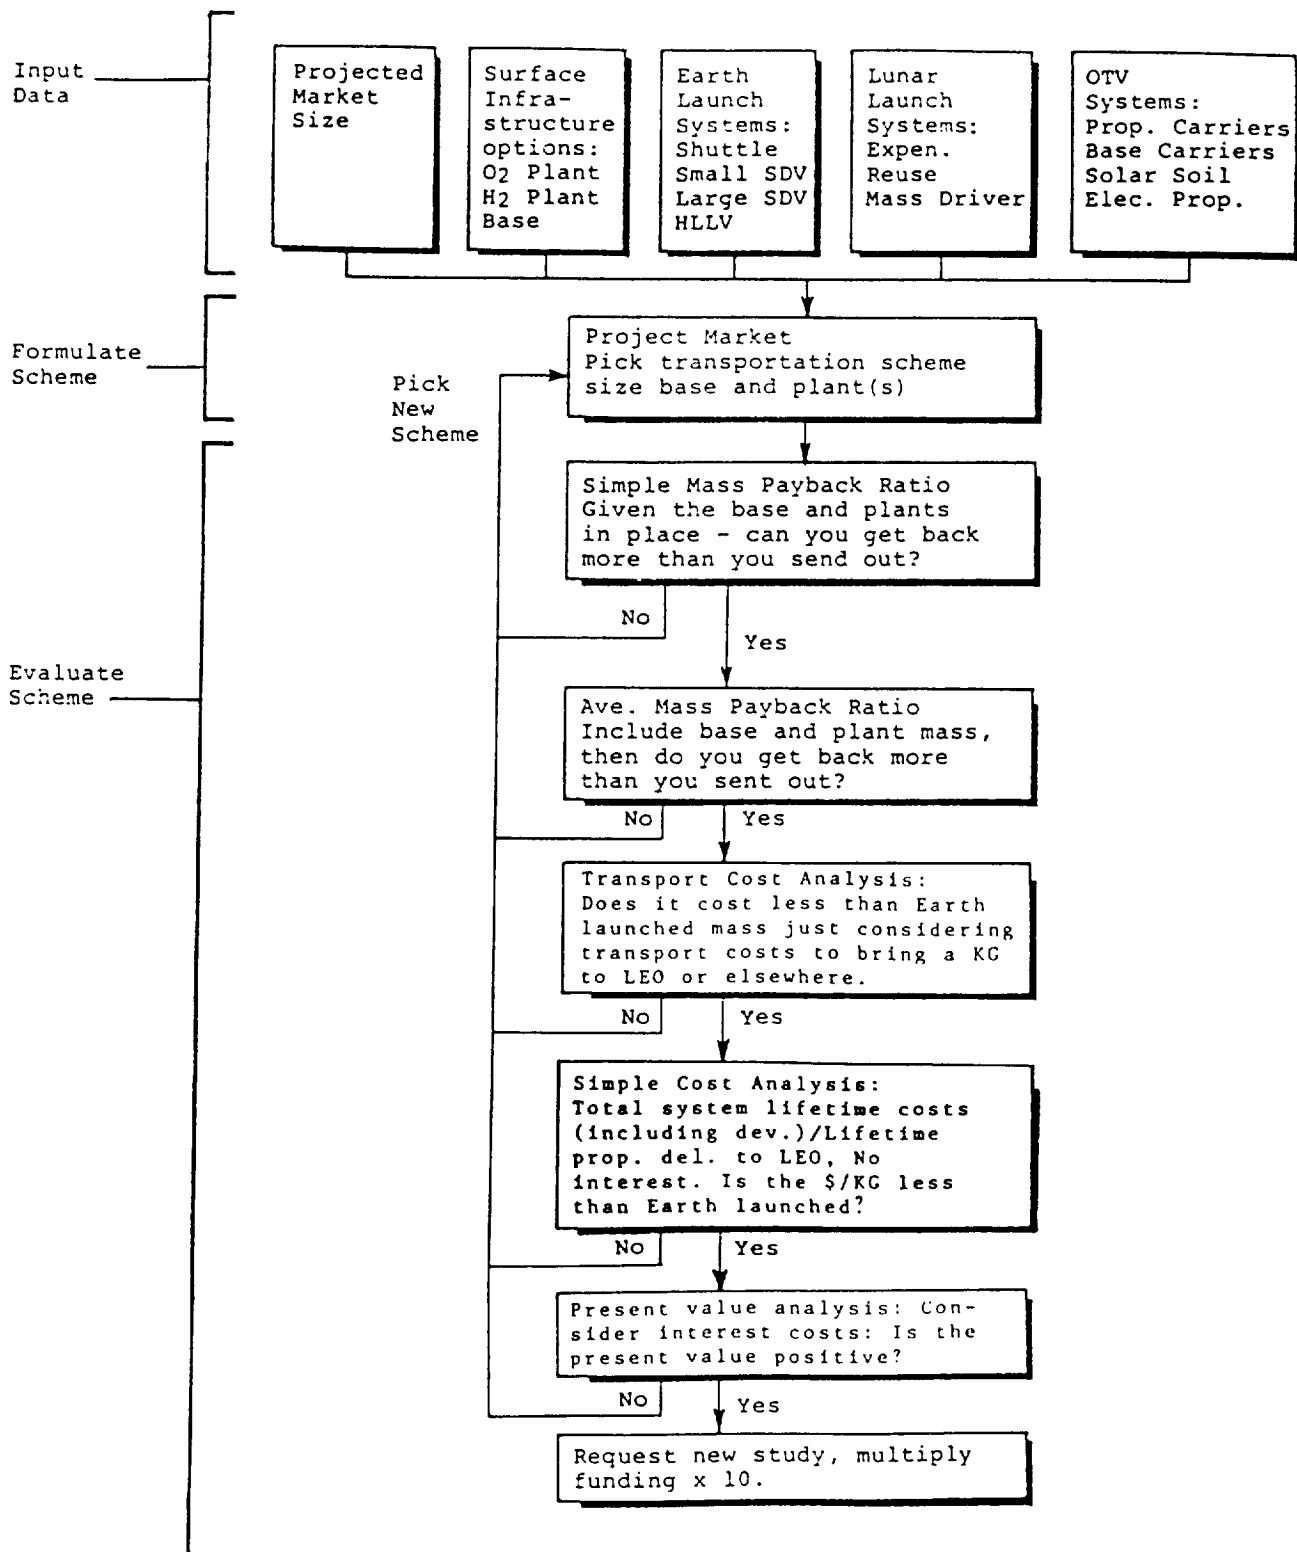 Input
Data
Projected
Market
Size
Surface
Infra-
structure
options:
O2 Plant
H2 Plant
Base
Earth
Launch
Systems:
Shuttle
Small SDV
Large SDV
HLLV
Lunar
Launch
Systems:
Expen.
Reuse
Mass Driver
OTV
Systems:
Prop. Carriers
Base Carriers
Solar Soil
Elec. Prop.
Formulate
Scheme
Project Market
Pick transportation scheme
size base and plant(s)
Pick
New
Scheme
Simple Mass Payback Ratio
Given the base and plants
in place - can you get back
more than you send out?
No
Yes
Evaluate
Scheme
Ave. Mass Payback Ratio
Include base and plant mass,
then do you get back more
than you sent out?
No
Yes
Transport Cost Analysis:
Does it cost less than Earth
launched mass just considering
transport costs to bring a KG
to LEO or elsewhere.
No
Yes
Simple Cost Analysis:
Total system lifetime costs
(including dev.)/Lifetime
prop. del. to LEO, No
interest. Is the $/KG less
than Earth launched?
No
Yes
Present value analysis: Con-
sider interest costs: Is the
present value positive?
No
Yes
Request new study, multiply
funding x 10.